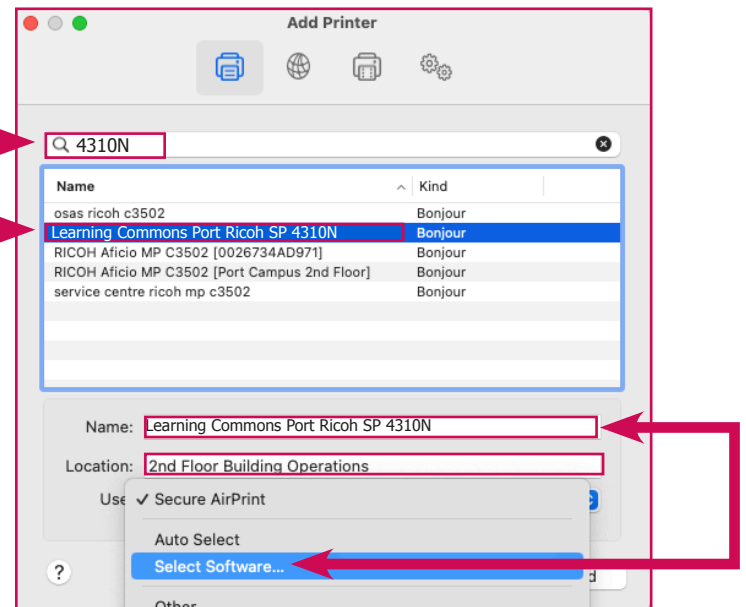 Add Printer
4310N
Name Kind
osas ricoh c3502 Bonjour
Learning Commons Port Ricoh SP 4310N Bonjour
RICOH Aficio MP C3502 [0026734AD971] Bonjour
RICOH Aficio MP C3502 [Port Campus 2nd Floor] Bonjour
service centre ricoh mp c3502 Bonjour
Name: Learning Commons Port Ricoh SP 4310N
Location: 2nd Floor Building Operations
Use ✓ Secure AirPrint
Auto Select
Select Software...
? d
Other